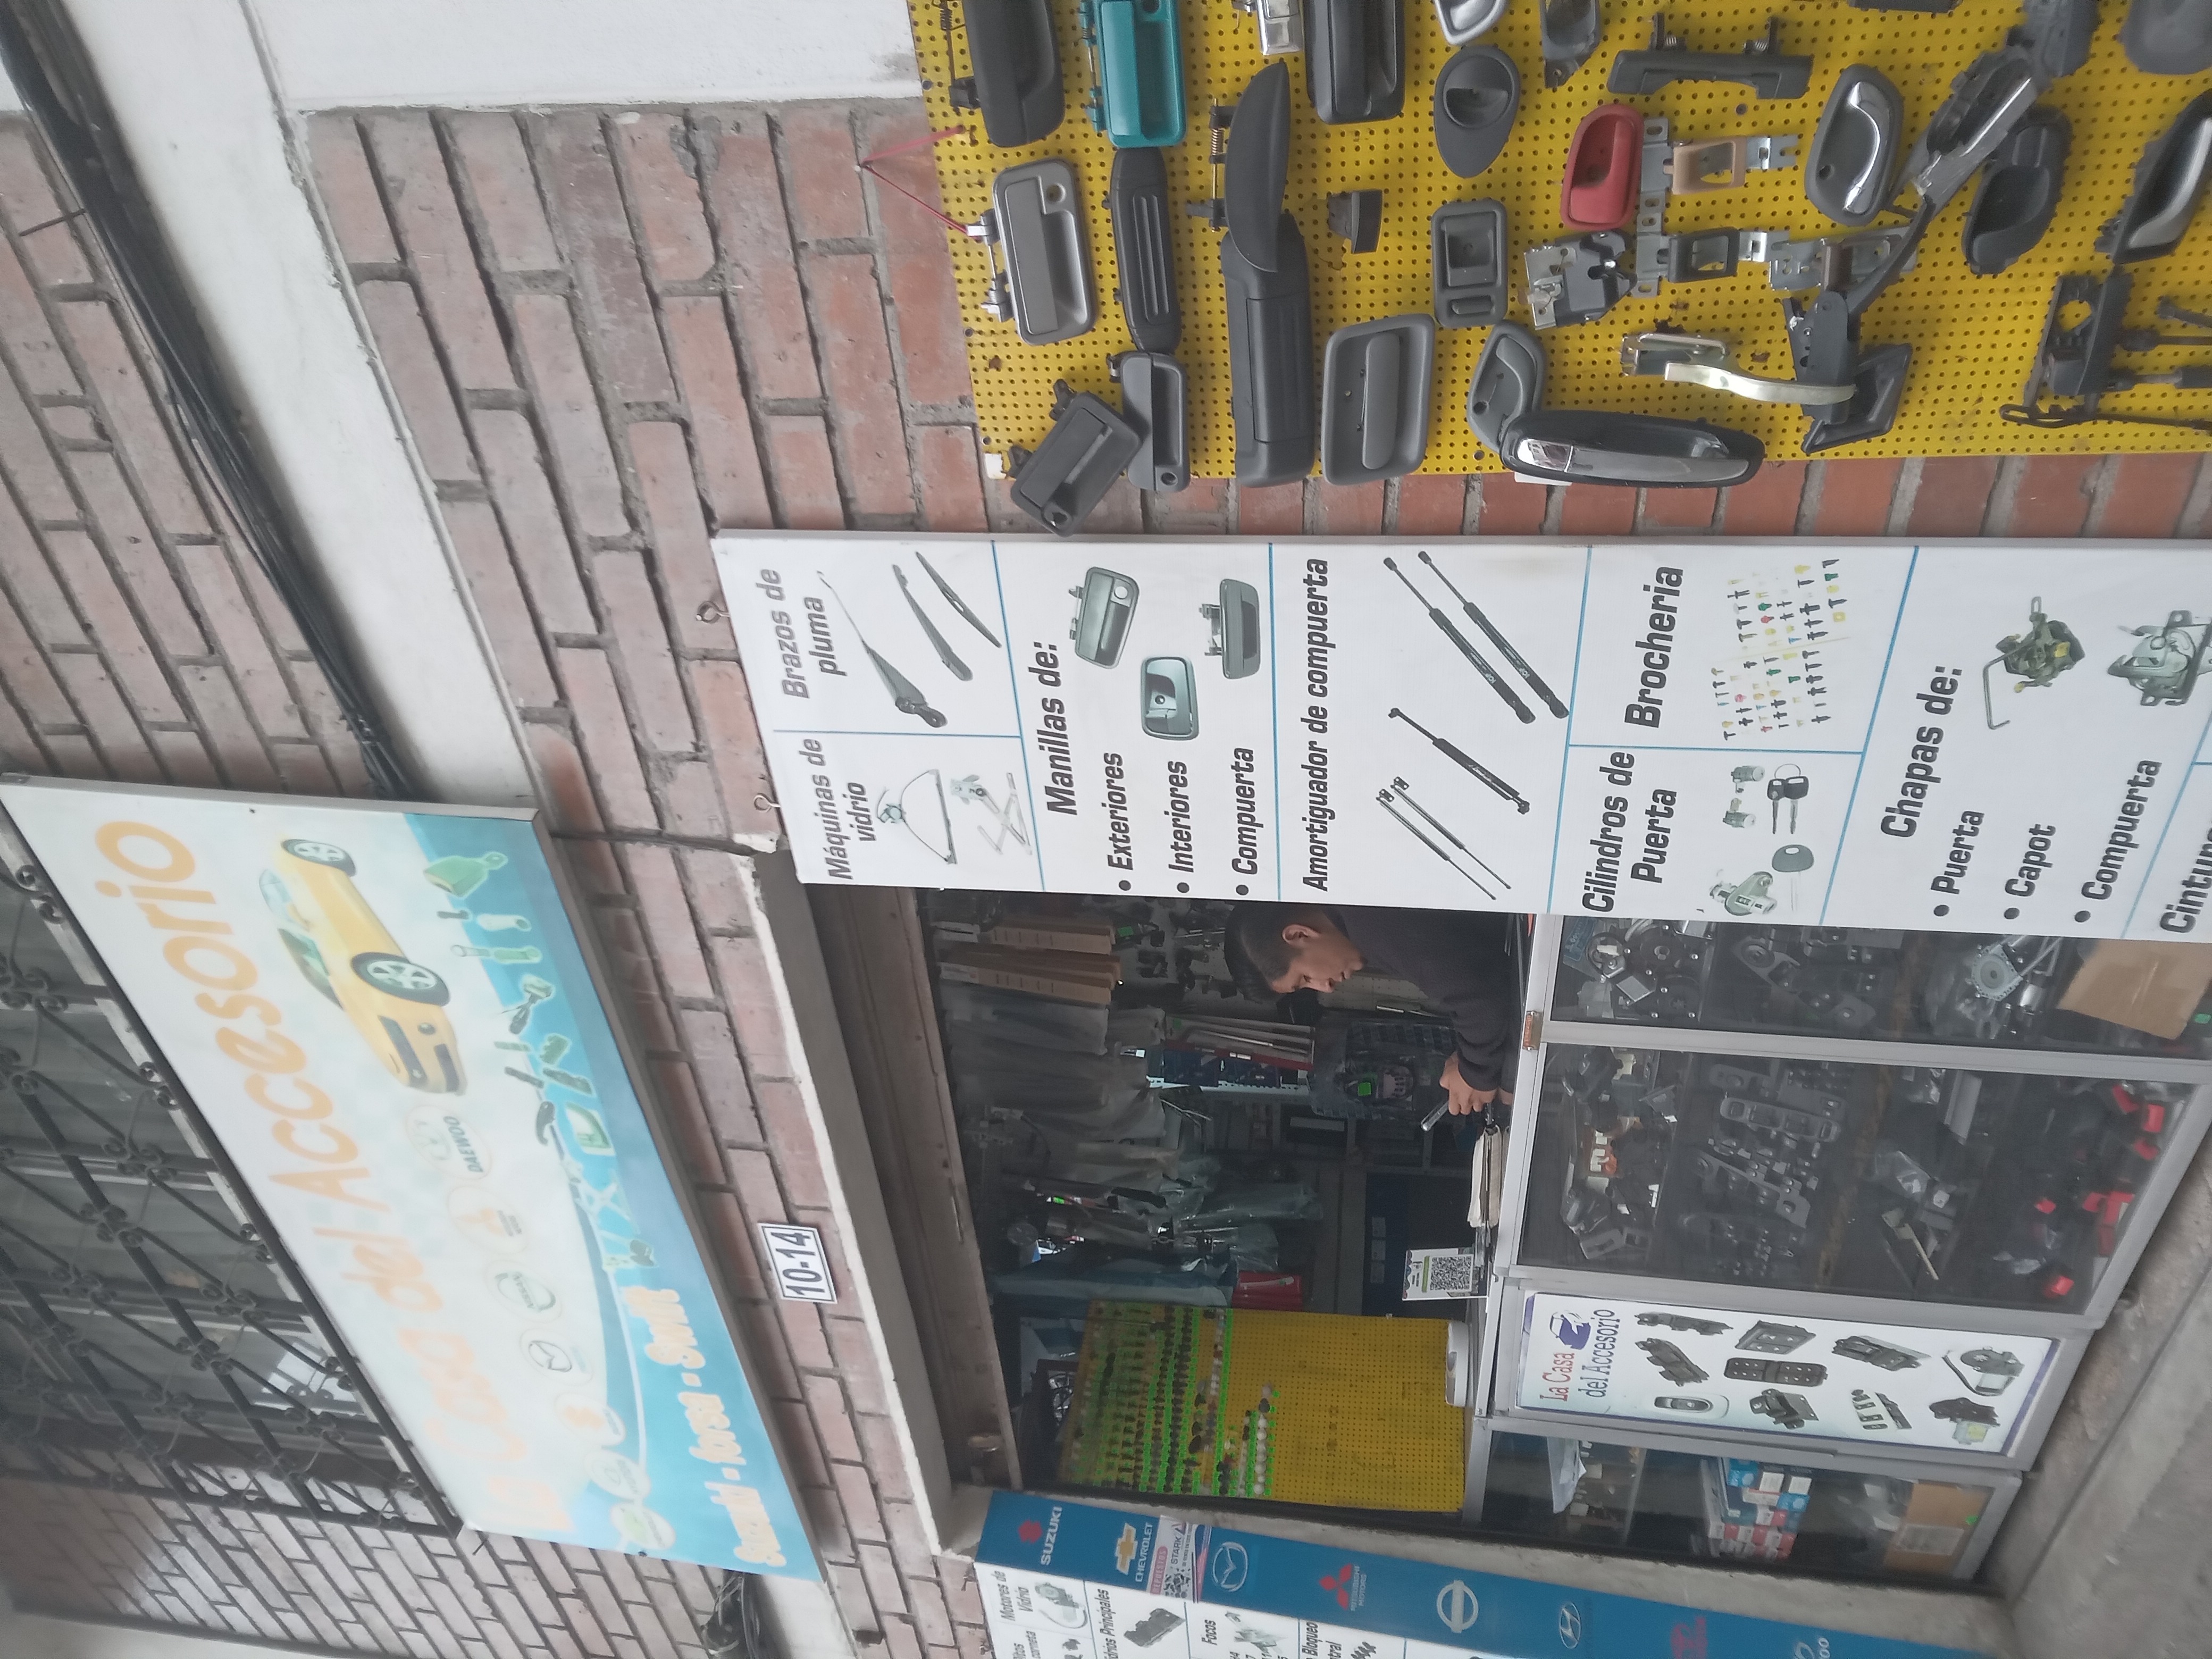 La Casa del Accesorio
DAEWOO
NISSAN
Suzuki - forsa - Swift
10-14
Motores de
Vidrio
Principales
Focos
Bloqueo
SUZUKI
CHEVROLET
REPUESTOS
STARK
MITSUBISHI
MOTORS
Máquinas de
vidrio
Brazos de
pluma
Manillas de:
• Exteriores
• Interiores
• Compuerta
Amortiguador de compuerta
Cilindros de
Puerta
Brocheria
Chapas de:
• Puerta
• Capot
• Compuerta
La Casa
del Accesorio